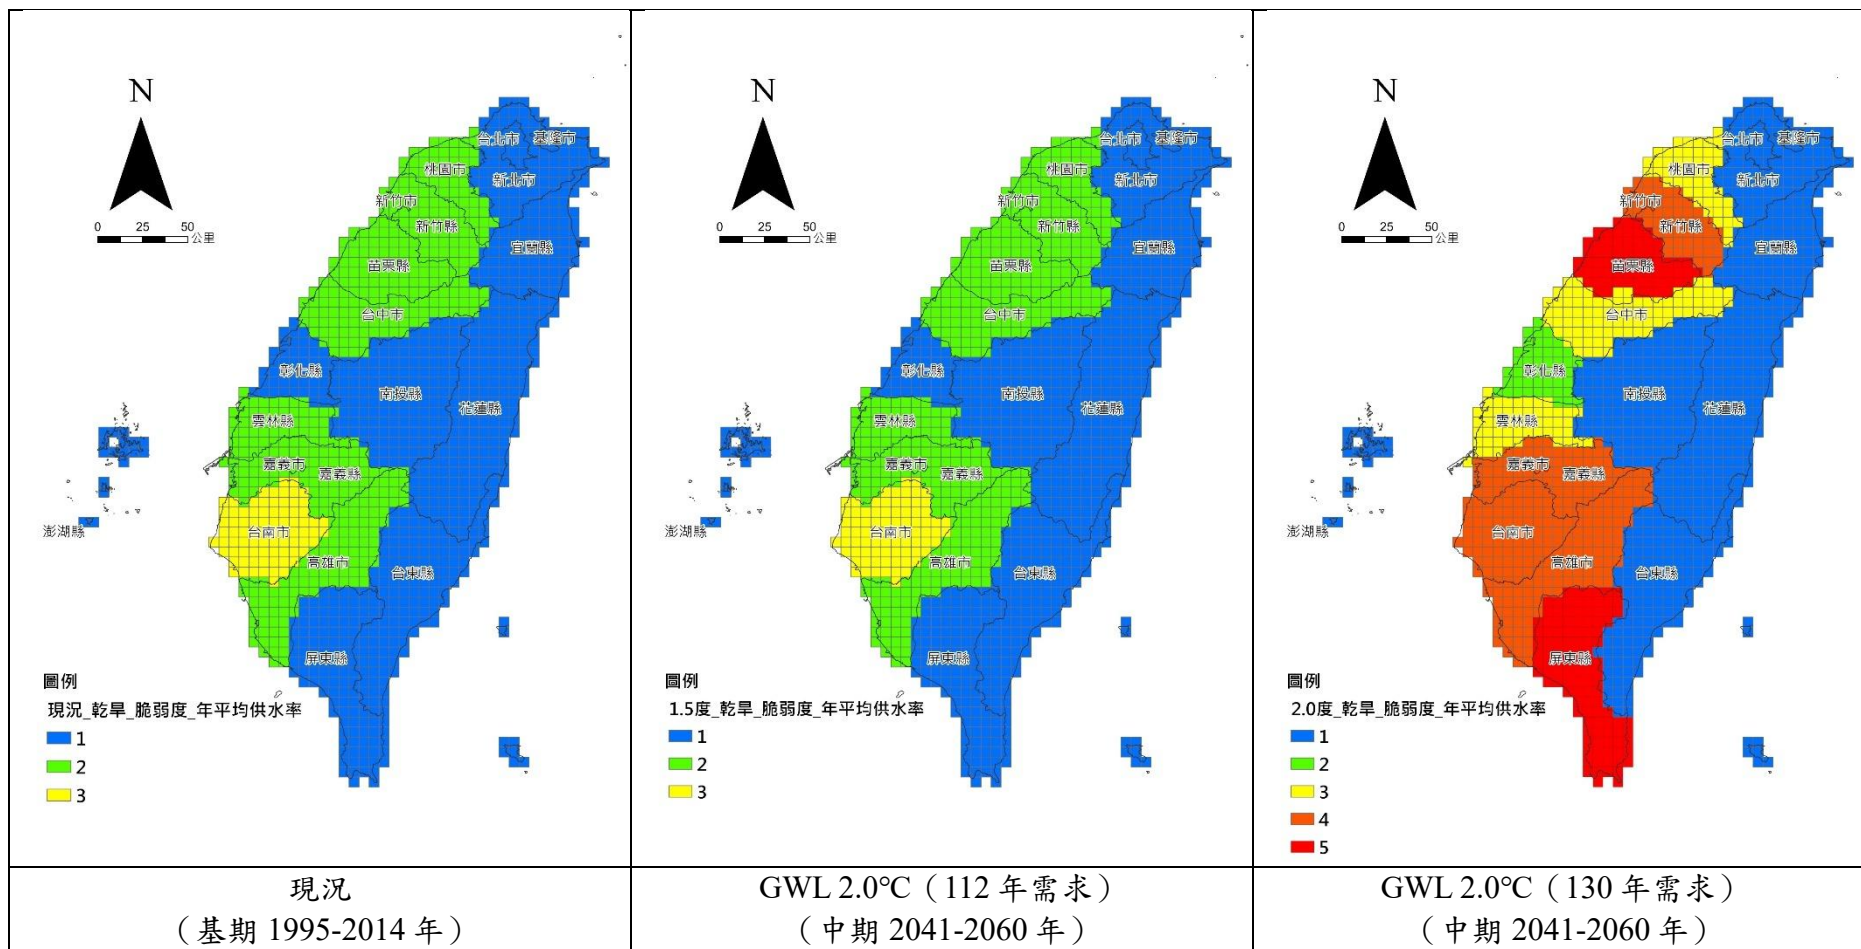 N
0 25 50
公里
台北市
基隆市
桃園市
新北市
新竹市
新竹縣
宜蘭縣
苗栗縣
台中市
彰化縣
南投縣
花蓮縣
雲林縣
嘉義市
嘉義縣
澎湖縣
台南市
高雄市
台東縣
屏東縣
圖例
現況_乾旱_脆弱度_年平均供水率
1
2
3
現況
（基期 1995-2014 年）
N
0 25 50
公里
台北市
基隆市
桃園市
新北市
新竹市
新竹縣
宜蘭縣
苗栗縣
台中市
彰化縣
南投縣
花蓮縣
雲林縣
嘉義市
嘉義縣
澎湖縣
台南市
高雄市
台東縣
屏東縣
圖例
1.5度_乾旱_脆弱度_年平均供水率
1
2
3
GWL 2.0°C（112 年需求）
（中期 2041-2060 年）
N
0 25 50
公里
台北市
基隆市
桃園市
新北市
新竹市
新竹縣
宜蘭縣
苗栗縣
台中市
彰化縣
南投縣
花蓮縣
雲林縣
嘉義市
嘉義縣
澎湖縣
台南市
高雄市
台東縣
屏東縣
圖例
2.0度_乾旱_脆弱度_年平均供水率
1
2
3
4
5
GWL 2.0°C（130 年需求）
（中期 2041-2060 年）